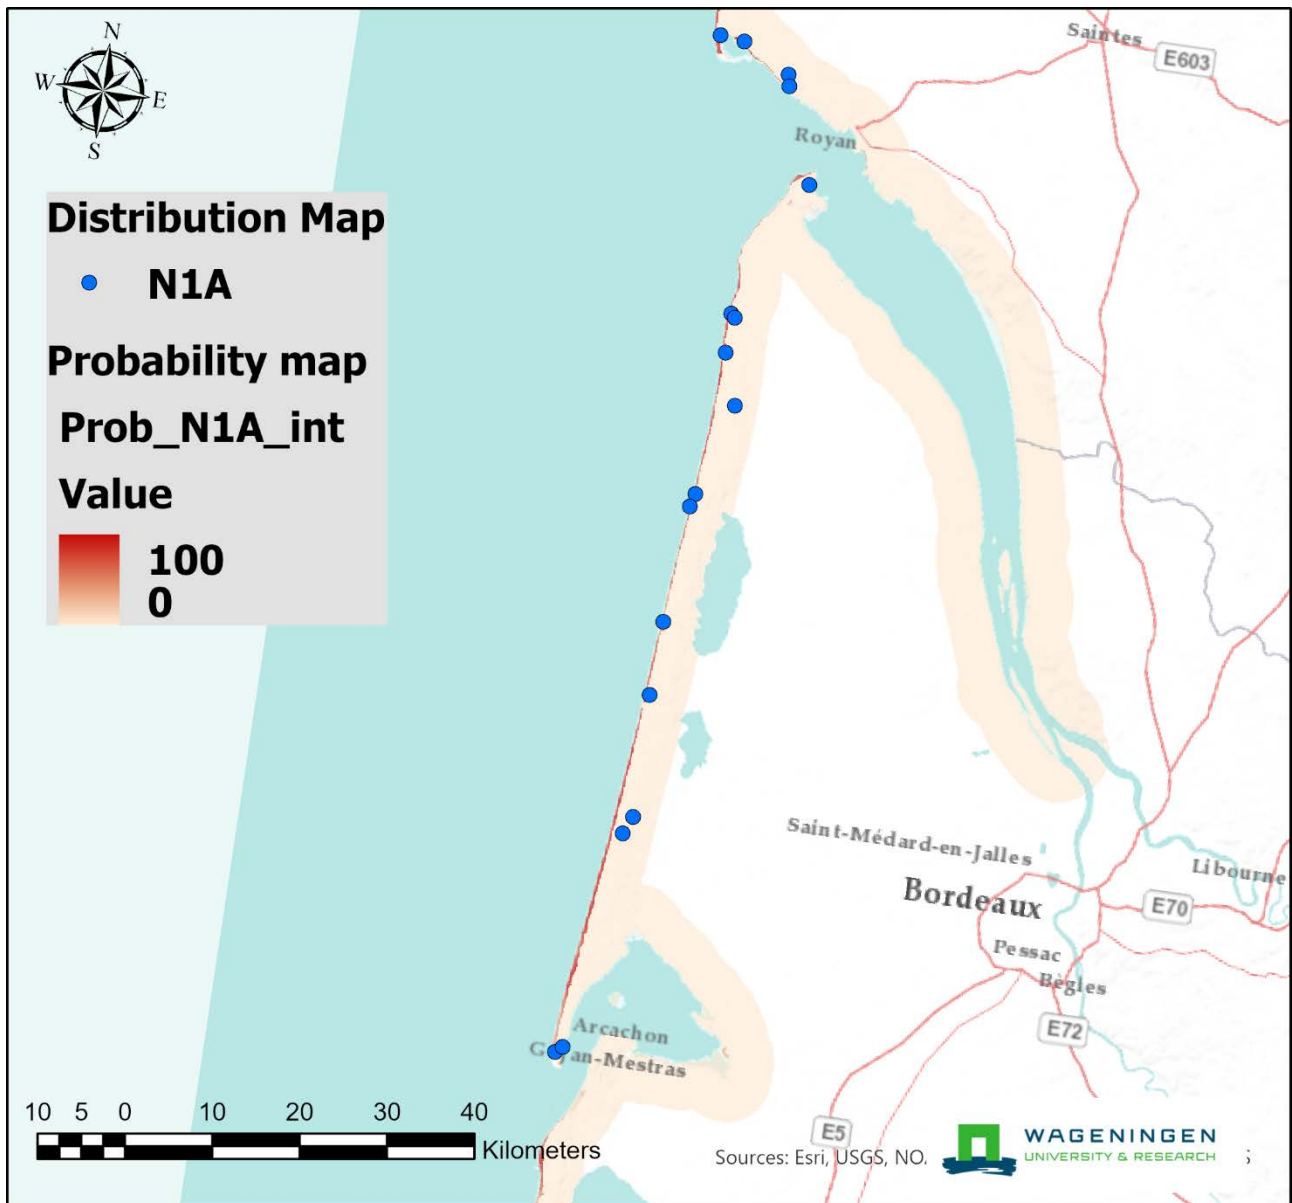 N
W E
S
Saintes
E603
Royan
Distribution Map
N1A
Probability map
Prob_N1A_int
Value
100
0
Saint-Médard-en-Jalles
Bordeaux
Libourne
E70
Pessac
Bègles
E72
Arcachon
Gujan-Mestras
E5
10 5 0 10 20 30 40
Kilometers
Sources: Esri, USGS, NO
WAGENINGEN
UNIVERSITY & RESEARCH
S